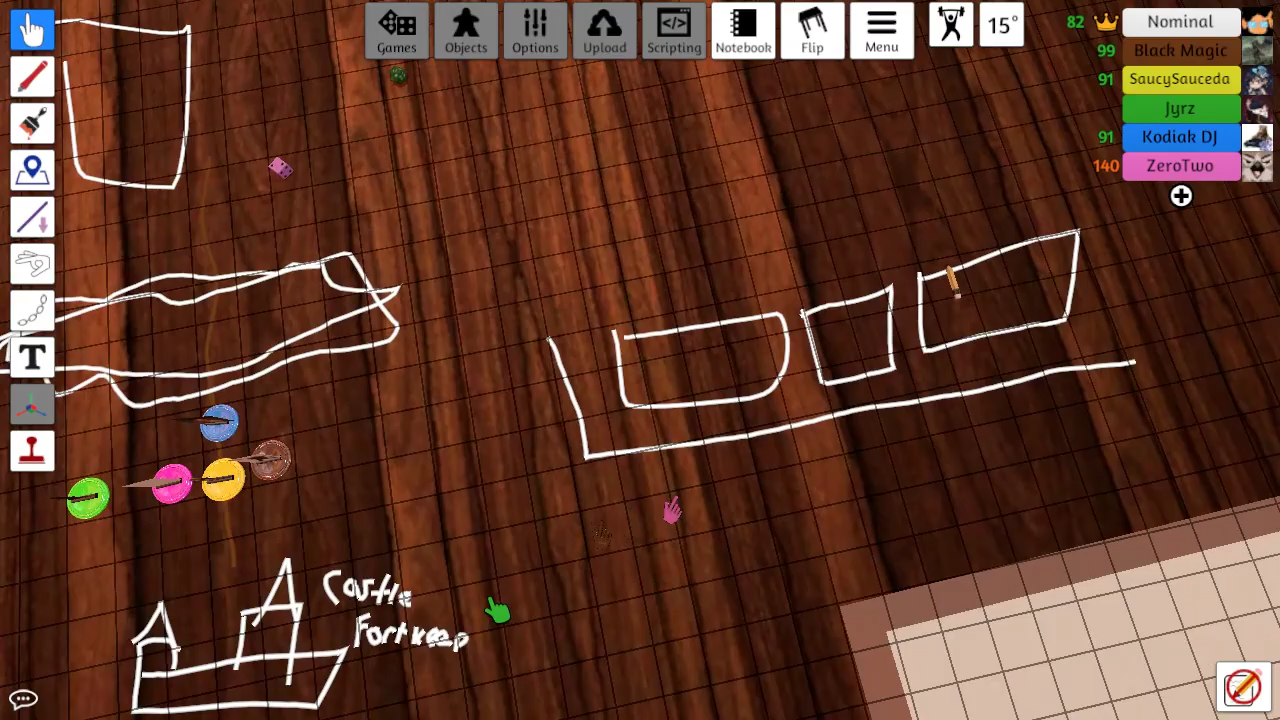 Games
Objects
Options
Upload
Scripting
Notebook
Flip
Menu
15°
82 Nominal
99 Black Magic
91 SaucySauceda
Jyrz
91 Kodiak DJ
140 ZeroTwo
T
Castle
Fortkeep